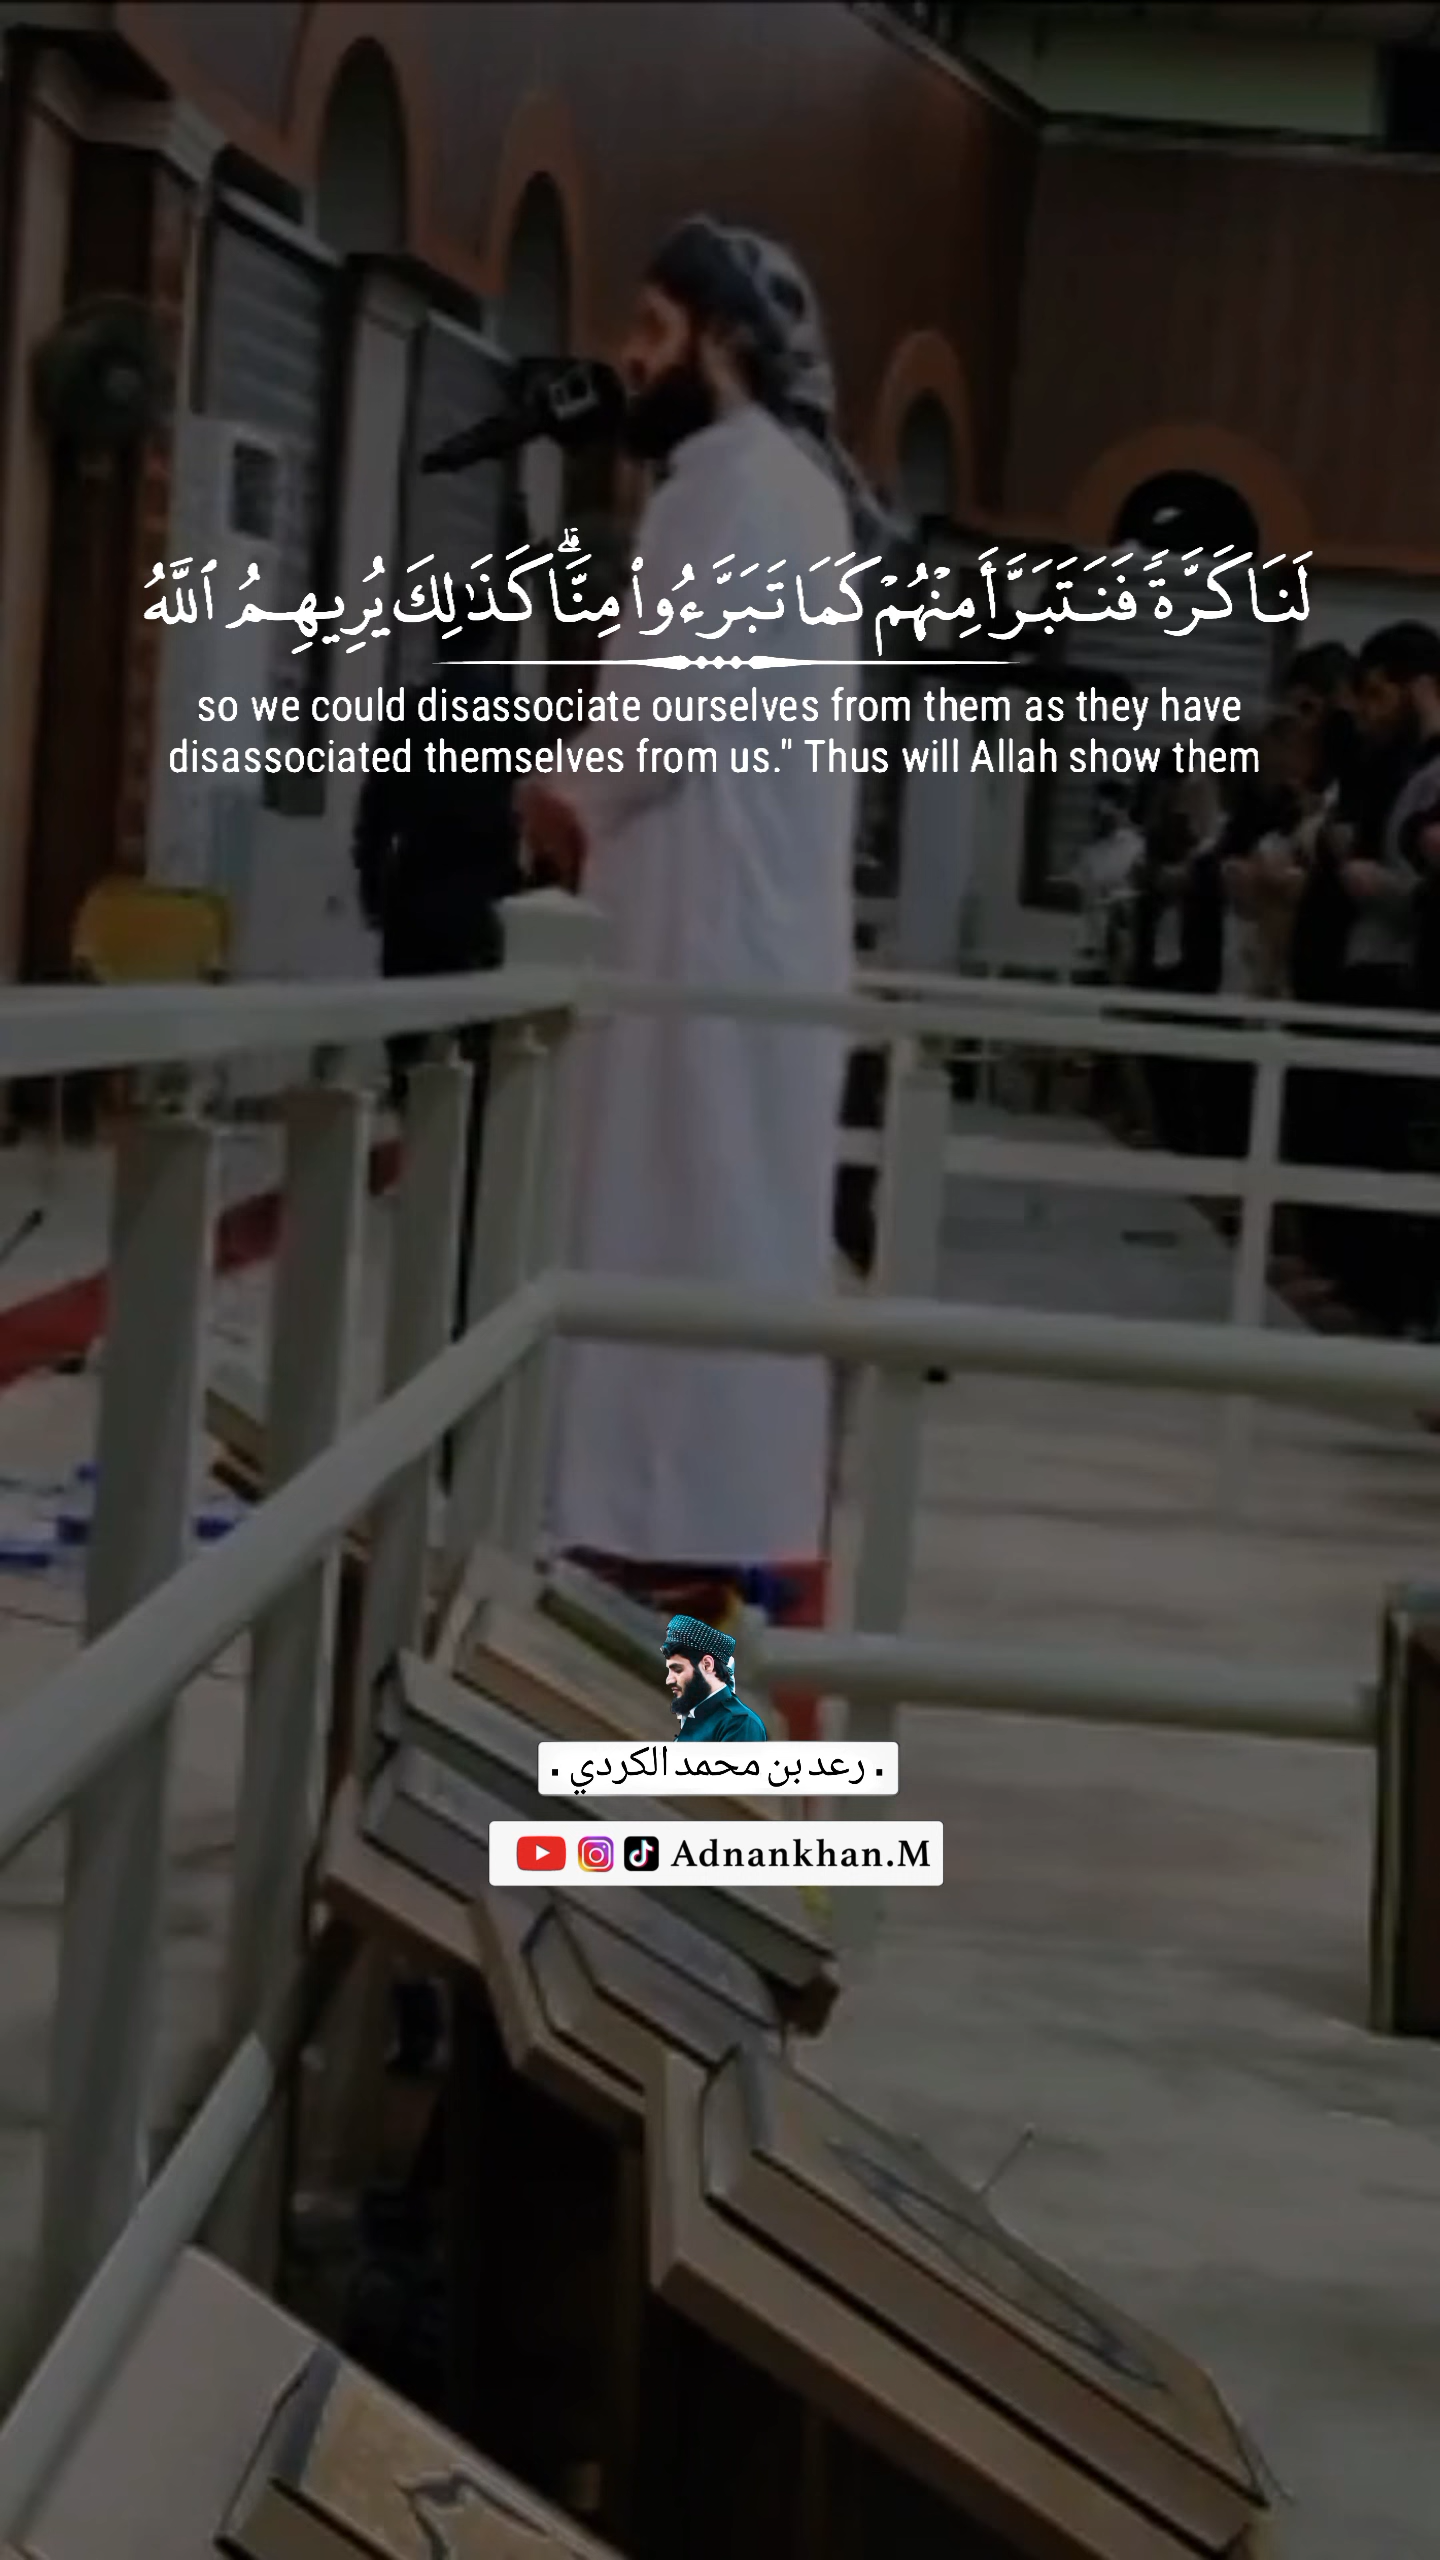 لَنَا كَرَّةً فَنَتَبَرَّأَ مِنْهُمْ كَمَا تَبَرَّءُوا۟ مِنَّا ۗ كَذَٰلِكَ يُرِيهِمُ ٱللَّهُ
so we could disassociate ourselves from them as they have
disassociated themselves from us." Thus will Allah show them
. رعد بن محمد الكردي .
Adnankhan.M